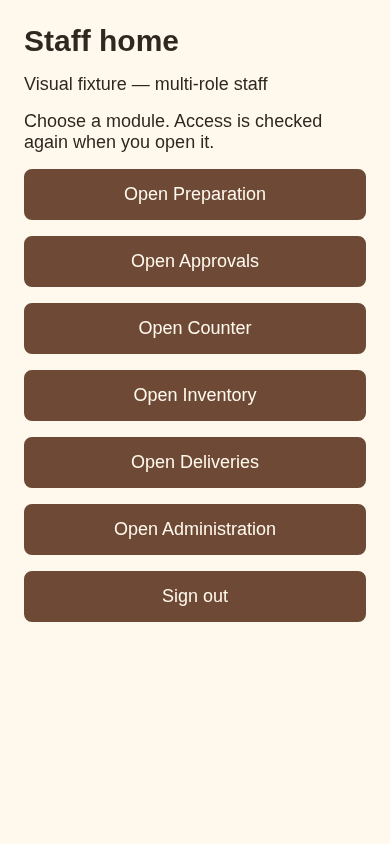 Staff home
Visual fixture — multi-role staff
Choose a module. Access is checked
again when you open it.
Open Preparation
Open Approvals
Open Counter
Open Inventory
Open Deliveries
Open Administration
Sign out